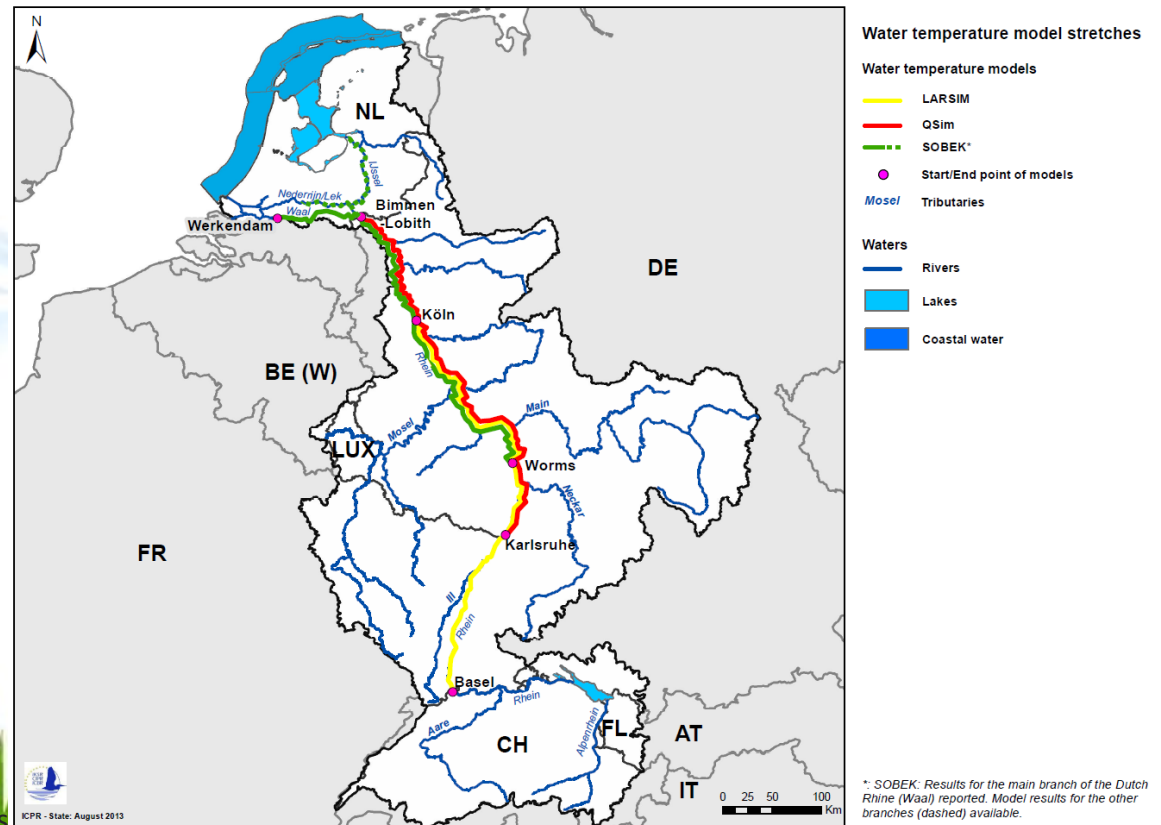 N
NL
IJssel
Nederrijn/Lek
Waal
Bimmen
-Lobith
Werkendam
DE
Köln
Rhein
BE (W)
Main
Mosel
LUX
Worms
Neckar
Karlsruhe
FR
Ill
Rhein
Basel
Rhein
Aare
Alpenrhein
FL
CH
AT
IT
0 25 50 100
Km
ICPR - State: August 2013
Water temperature model stretches
Water temperature models
LARSIM
QSim
SOBEK*
Start/End point of models
Mosel Tributaries
Waters
Rivers
Lakes
Coastal water
*: SOBEK: Results for the main branch of the Dutch
Rhine (Waal) reported. Model results for the other
branches (dashed) available.